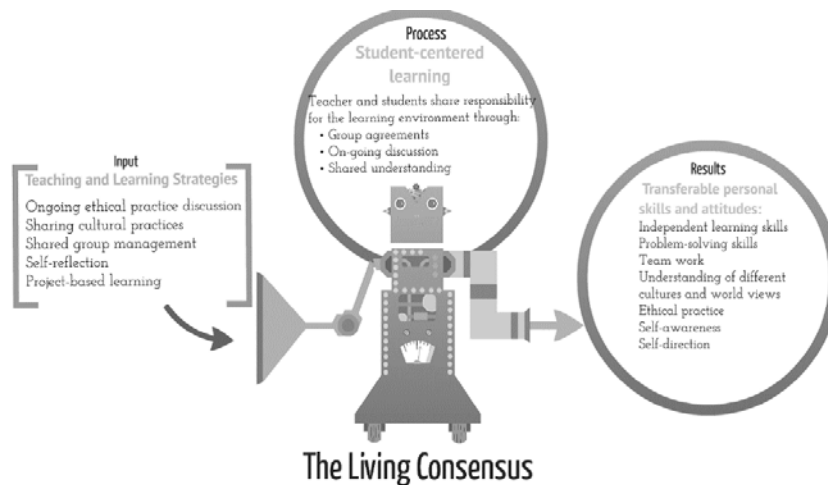 Process
Student-centered
learning
Teacher and students share responsibility
for the learning environment through:
• Group agreements
• On-going discussion
• Shared understanding
Input
Teaching and Learning Strategies
Ongoing ethical practice discussion
Sharing cultural practices
Shared group management
Self-reflection
Project-based learning
Results
Transferable personal
skills and attitudes:
Independent learning skills
Problem-solving skills
Team work
Understanding of different
cultures and world views
Ethical practice
Self-awareness
Self-direction
The Living Consensus